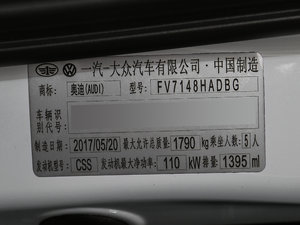 一汽-大众汽车有限公司·中国制造
商标: 奥迪(AUDI) 型号: FV7148HADBG
车辆识别代号:
制造日期 2017/05/20 最大允许总质量 1790 kg 乘坐人数 5人
发动机型号 CSS 发动机最大净功率 110 kW 排量 1395 ml